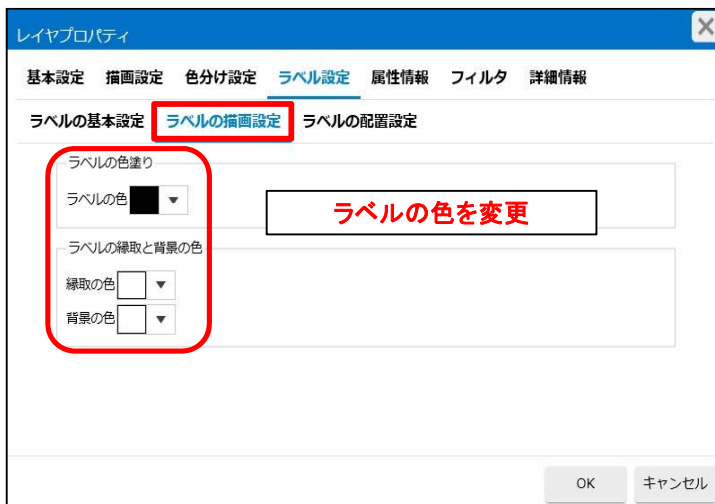 レイヤプロパティ
基本設定 描画設定 色分け設定 ラベル設定 属性情報 フィルタ 詳細情報
ラベルの基本設定 ラベルの描画設定 ラベルの配置設定
ラベルの色塗り
ラベルの色
ラベルの色を変更
ラベルの縁取と背景の色
縁取の色
背景の色
OK キャンセル